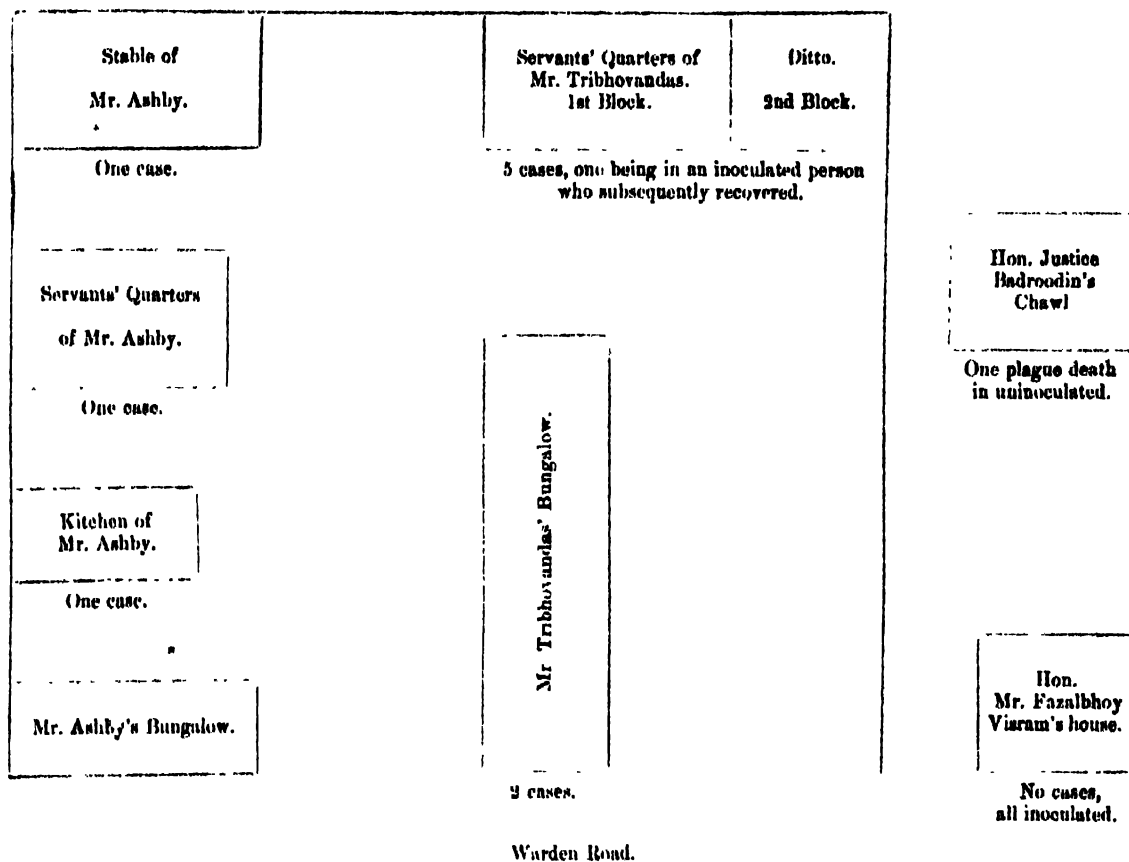 Stable of
Mr. Ashby.
One case.
Servants' Quarters of
Mr. Tribhovandas.
1st Block.
Ditto.
2nd Block.
5 cases, one being in an inoculated person
who subsequently recovered.
Servants' Quarters
of Mr. Ashby.
One case.
Hon. Justice
Badroodin's
Chawl
One plague death
in uninoculated.
Kitchen of
Mr. Ashby.
One case.
Mr Tribhovandas' Bungalow.
cases.
Mr. Ashby's Bungalow.
Hon.
Mr. Fazalbhoy
Visram's house.
No cases,
all inoculated.
Warden Road.